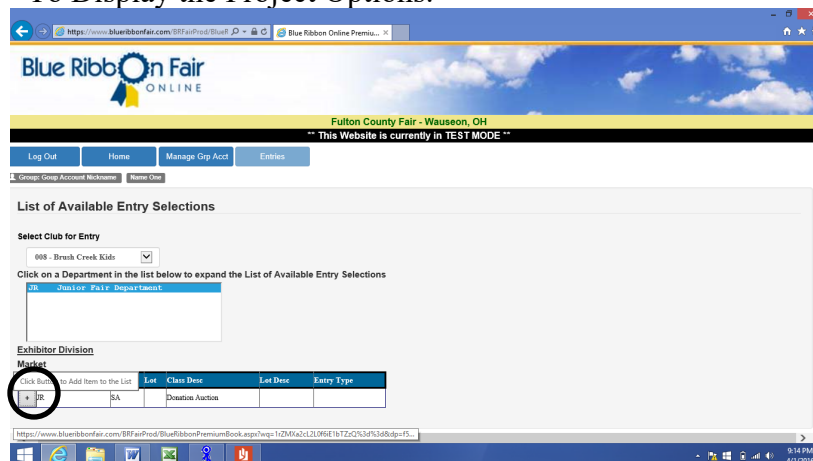 To Display the Project Options.
https://www.blueribbonfair.com/BRFairProd/BlueR
Blue Ribbon Online Premiu...
Blue Ribbon Fair
ONLINE
Fulton County Fair - Wauseon, OH
** This Website is currently in TEST MODE **
Log Out Home Manage Grp Acct Entries
Group: Goup Account Nickname Name One
List of Available Entry Selections
Select Club for Entry
008 - Brush Creek Kids
Click on a Department in the list below to expand the List of Available Entry Selections
JR Junior Fair Department
Exhibitor Division
Market
Click Button to Add Item to the List Lot Class Desc Lot Desc Entry Type
+ JR SA Donation Auction
https://www.blueribbonfair.com/BRFairProd/BlueRibbonPremiumBook.aspx?wq=1rZMXa2cL2L0f6iE1bTZzQ%3d%3d&dp=f5...
9:14 PM